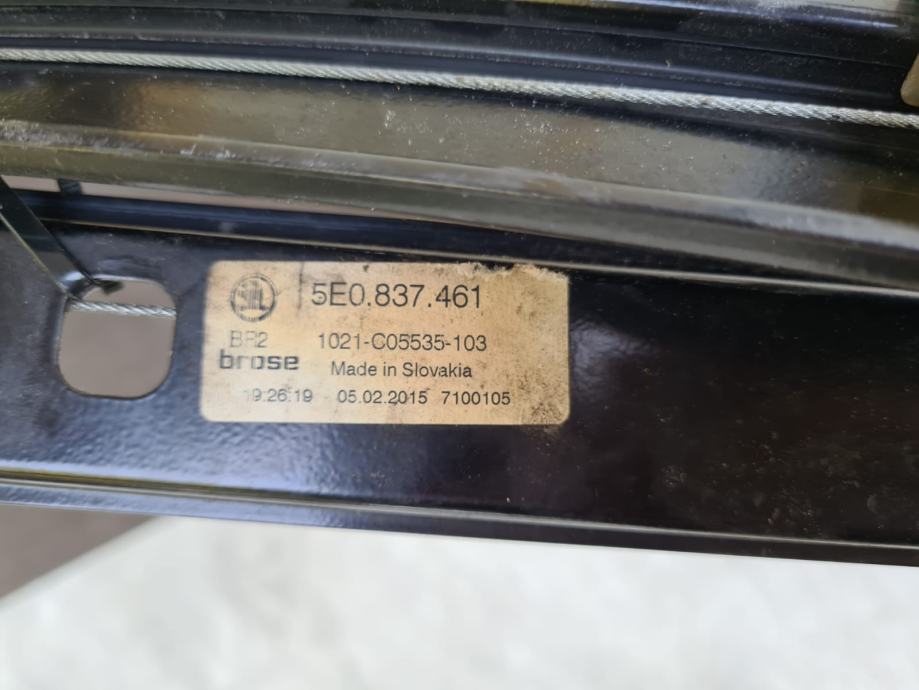 5E0.837.461
BR2 1021-C05535-103
brose Made in Slovakia
19:26:19 05.02.2015 7100105